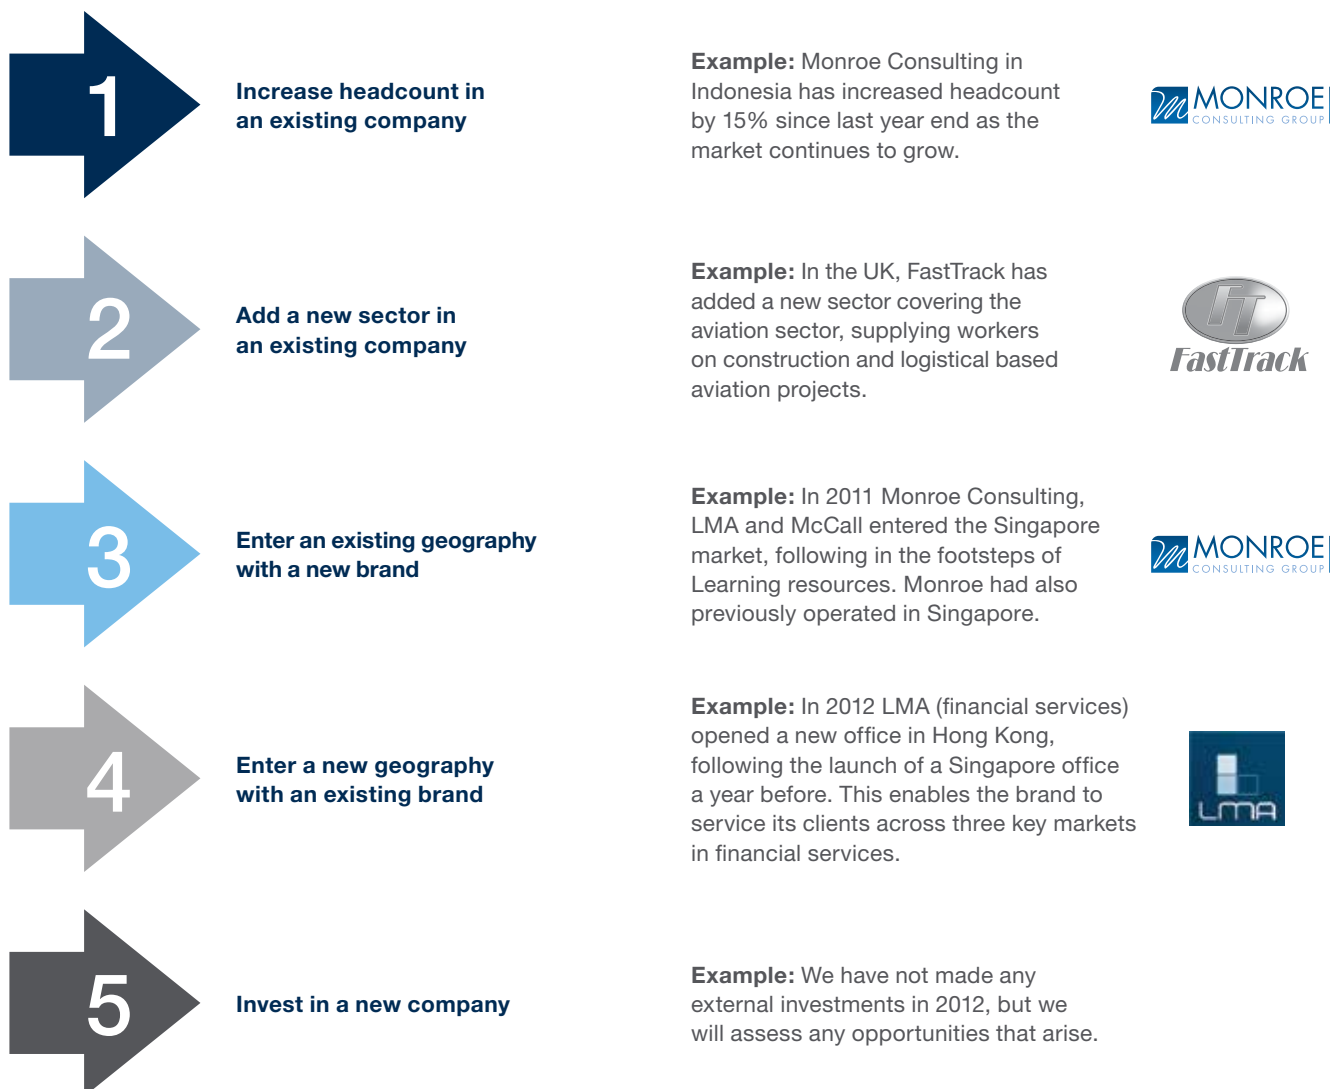 1
Increase headcount in
an existing company
Example: Monroe Consulting in
Indonesia has increased headcount
by 15% since last year end as the
market continues to grow.
MONROE
CONSULTING GROUP
2
Add a new sector in
an existing company
Example: In the UK, FastTrack has
added a new sector covering the
aviation sector, supplying workers
on construction and logistical based
aviation projects.
FT
FastTrack
3
Enter an existing geography
with a new brand
Example: In 2011 Monroe Consulting,
LMA and McCall entered the Singapore
market, following in the footsteps of
Learning resources. Monroe had also
previously operated in Singapore.
MONROE
CONSULTING GROUP
4
Enter a new geography
with an existing brand
Example: In 2012 LMA (financial services)
opened a new office in Hong Kong,
following the launch of a Singapore office
a year before. This enables the brand to
service its clients across three key markets
in financial services.
LMA
5
Invest in a new company
Example: We have not made any
external investments in 2012, but we
will assess any opportunities that arise.